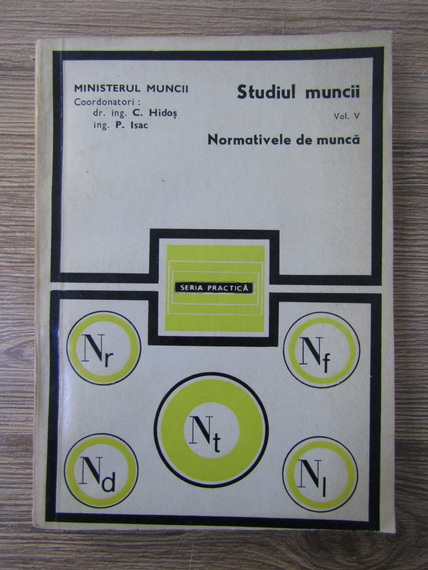 MINISTERUL MUNCII
Coordonatori :
dr. ing. C. Hidoș
ing. P. Isac
Studiul muncii
Vol. V
Normativele de muncă
SERIA PRACTICĂ
Nr
Nf
Nt
Nd
Nl